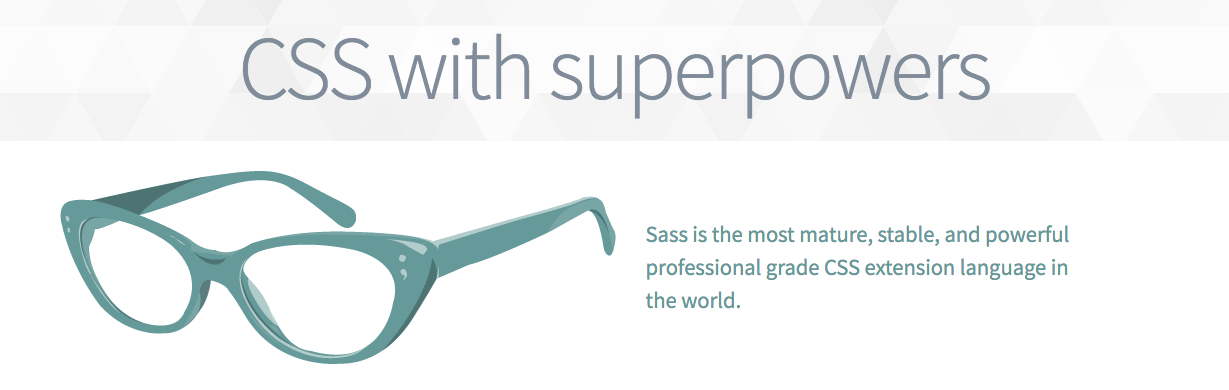 CSS with superpowers
Sass is the most mature, stable, and powerful
professional grade CSS extension language in
the world.